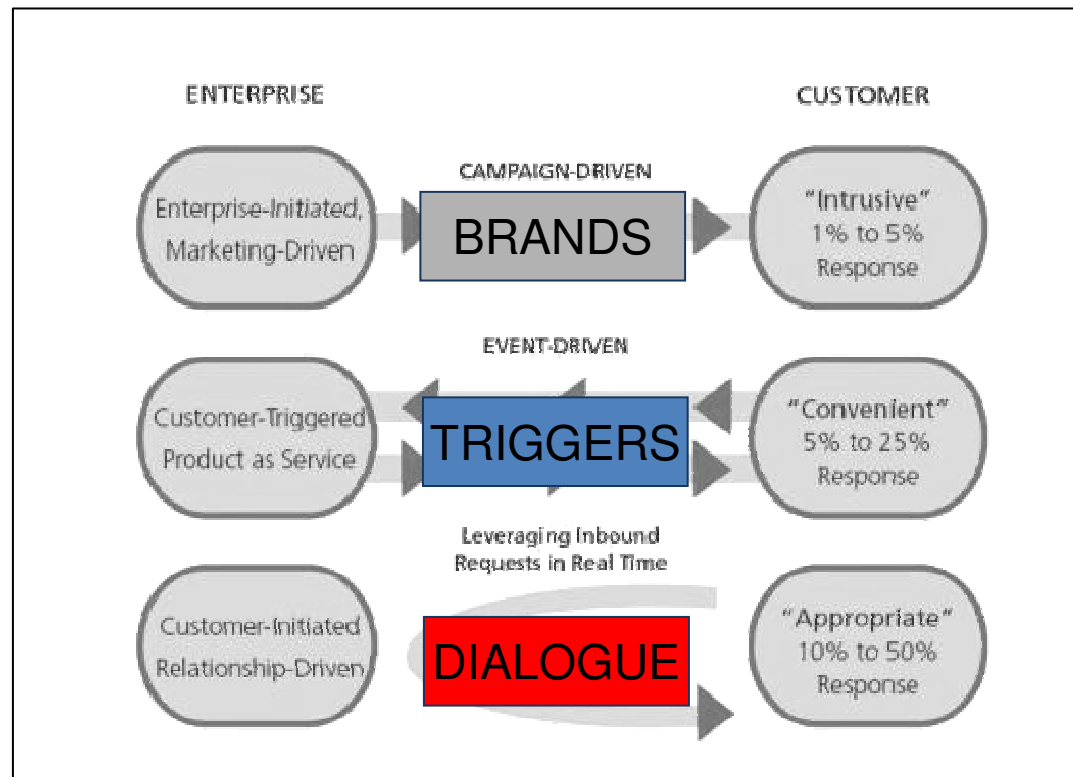 ENTERPRISE
CUSTOMER
CAMPAIGN-DRIVEN
Enterprise-Initiated,
Marketing-Driven
BRANDS
"Intrusive"
1% to 5%
Response
EVENT-DRIVEN
Customer-Triggered
Product as Service
TRIGGERS
"Convenient"
5% to 25%
Response
Leveraging Inbound
Requests in Real Time
Customer-Initiated
Relationship-Driven
DIALOGUE
"Appropriate"
10% to 50%
Response